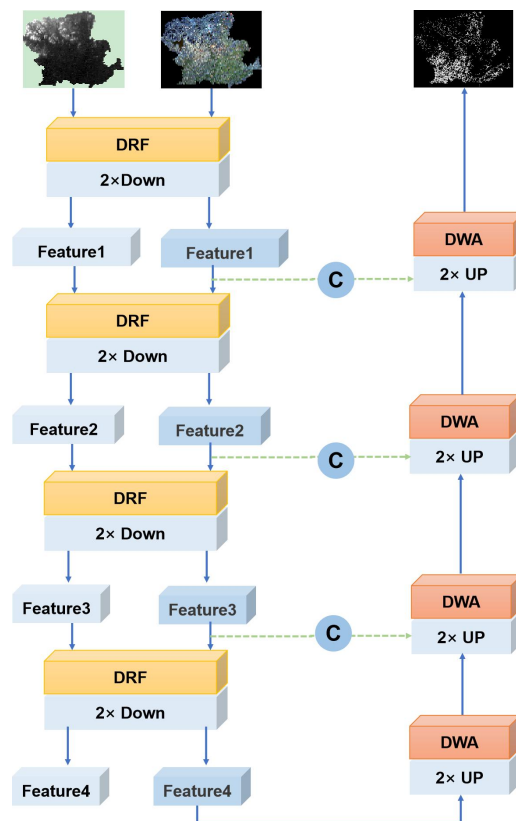 DRF
2×Down
Feature1
Feature1
DWA
2× UP
C
DRF
2× Down
Feature2
Feature2
DWA
2× UP
C
DRF
2× Down
Feature3
Feature3
DWA
2× UP
C
DRF
2× Down
Feature4
Feature4
DWA
2× UP